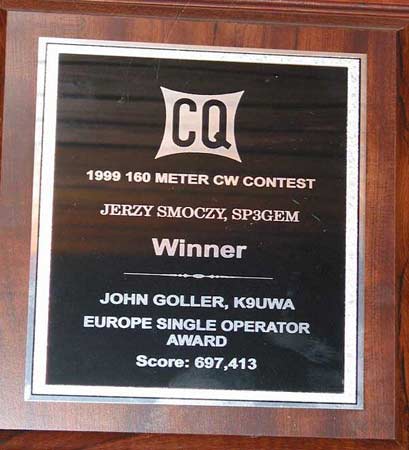 CQ
1999 160 METER CW CONTEST
JERZY SMOCZY, SP3GEM
Winner
JOHN GOLLER, K9UWA
EUROPE SINGLE OPERATOR
AWARD
Score: 697,413